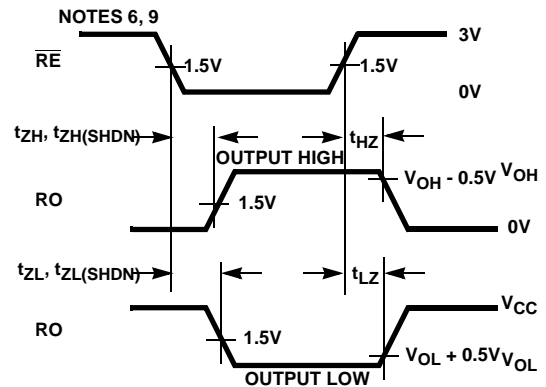 NOTES 6, 9
3V
RE
1.5V
1.5V
0V
tZH, tZH(SHDN)
tHZ
OUTPUT HIGH
VOH - 0.5V VOH
RO
1.5V
0V
tZL, tZL(SHDN)
tLZ
VCC
RO
1.5V
VOL + 0.5V VOL
OUTPUT LOW